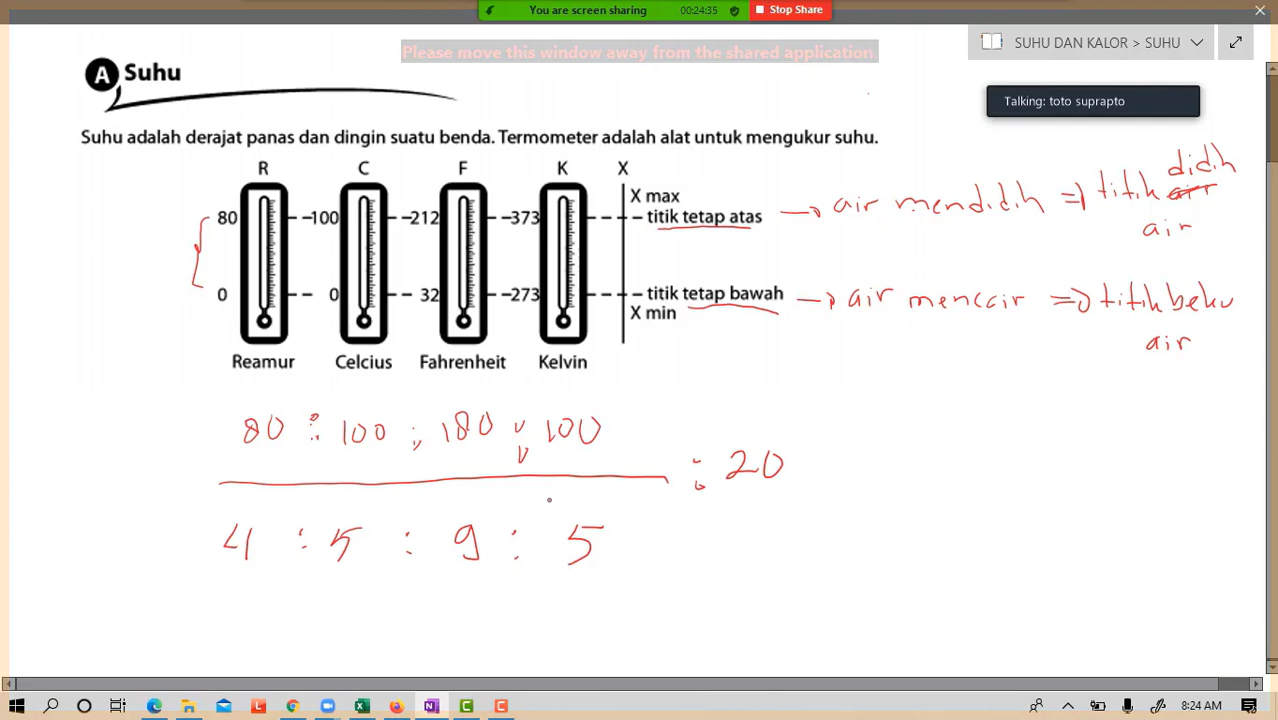 You are screen sharing 00:24:35 Stop Share
Please move this window away from the shared application.
SUHU DAN KALOR > SUHU
Talking: toto suprapto
A Suhu
Suhu adalah derajat panas dan dingin suatu benda. Termometer adalah alat untuk mengukur suhu.
R C F K X
X max
80 100 212 373 titik tetap atas → air mendidih ⇒ titik air didih
air
0 0 32 273 titik tetap bawah → air mencair ⇒ titik beku
air
X min
Reamur Celcius Fahrenheit Kelvin
80 : 100 : 180 : 100
: 20
4 : 5 : 9 : 5
8:24 AM